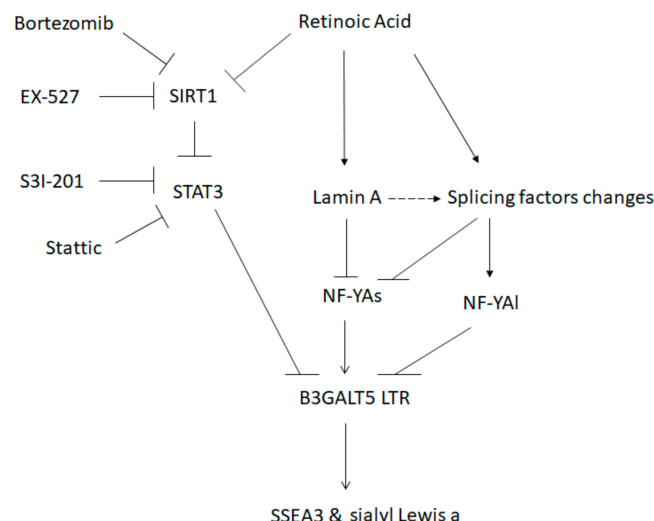 Bortezomib
Retinoic Acid
EX-527
SIRT1
S3I-201
STAT3
Lamin A
Splicing factors changes
Stattic
NF-YAs
NF-YAl
B3GALT5 LTR
SSEA3 & sialyl Lewis a